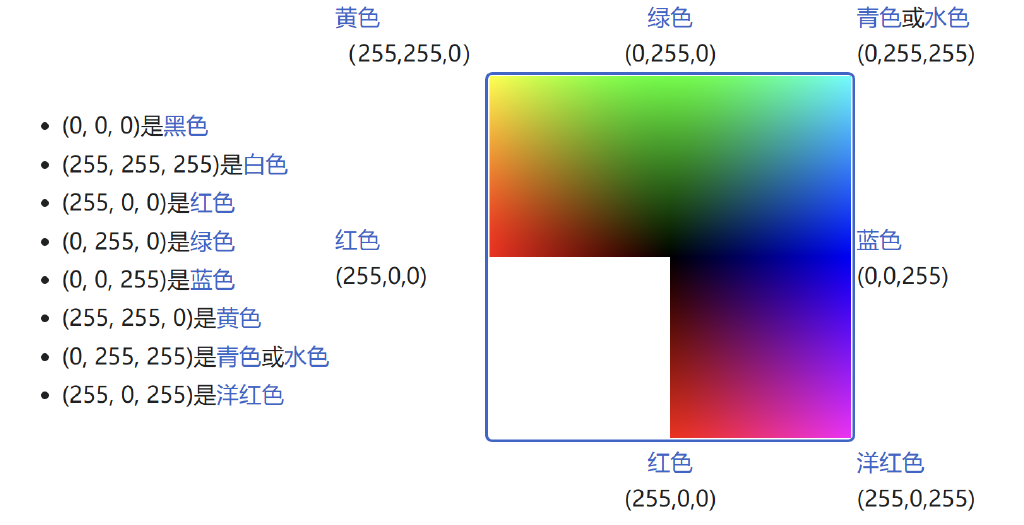 黄色
(255,255,0)
绿色
(0,255,0)
青色或水色
(0,255,255)
(0, 0, 0)是黑色
(255, 255, 255)是白色
(255, 0, 0)是红色
(0, 255, 0)是绿色
(0, 0, 255)是蓝色
(255, 255, 0)是黄色
(0, 255, 255)是青色或水色
(255, 0, 255)是洋红色
红色
(255,0,0)
蓝色
(0,0,255)
红色
(255,0,0)
洋红色
(255,0,255)